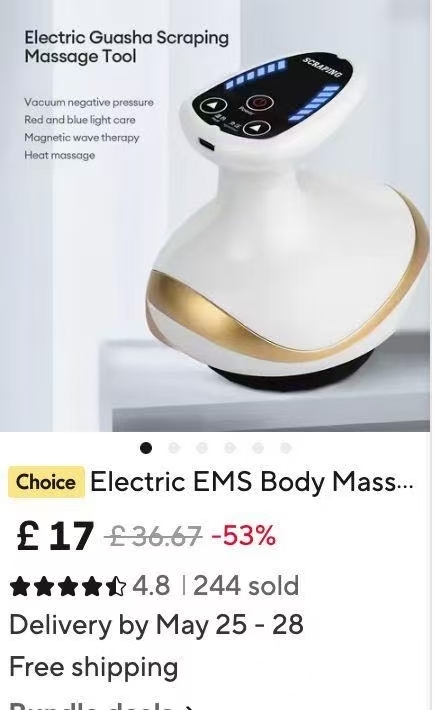 Electric Guasha Scraping
Massage Tool
SCRAPING
Power
Vacuum negative pressure
Red and blue light care
Magnetic wave therapy
Heat massage
Choice Electric EMS Body Mass...
£17 £36.67 -53%
4.8 | 244 sold
Delivery by May 25 - 28
Free shipping